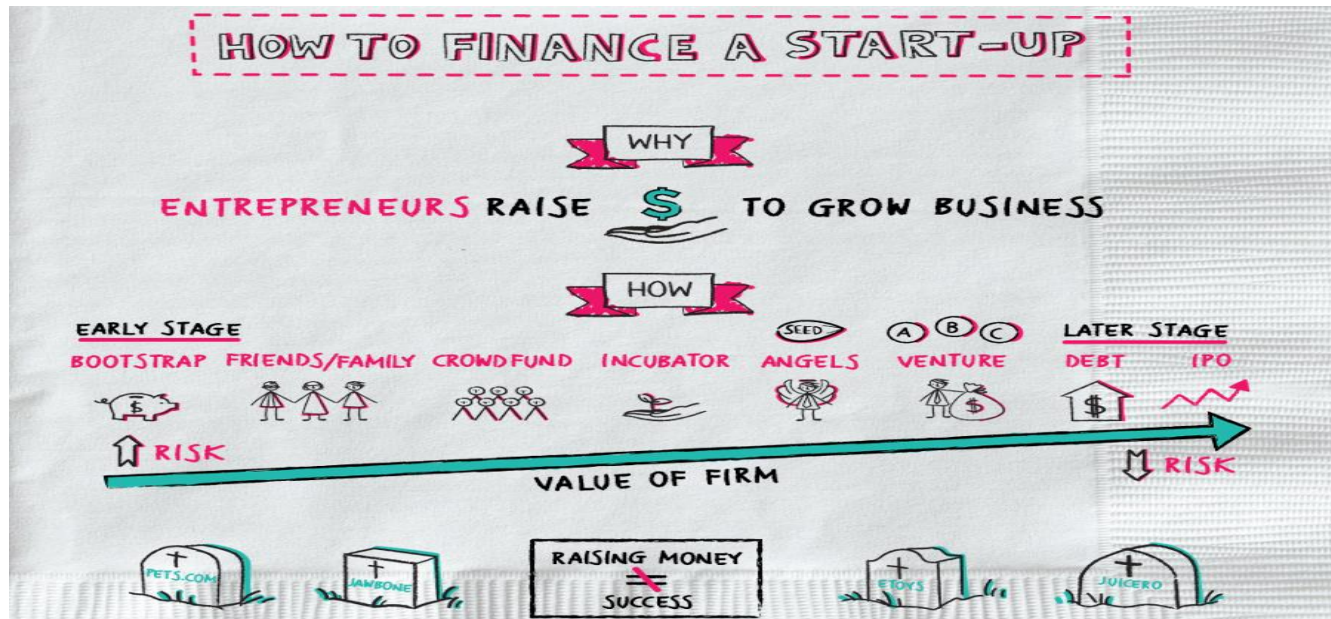 HOW TO FINANCE A START-UP
WHY
ENTREPRENEURS RAISE $ TO GROW BUSINESS
HOW
EARLY STAGE
SEED
A B C
LATER STAGE
BOOTSTRAP FRIENDS/FAMILY CROWDFUND INCUBATOR ANGELS VENTURE DEBT IPO
$ $ $
RISK
VALUE OF FIRM
RISK
PETS.COM
JAWBONE
RAISING MONEY
≠
SUCCESS
ETOYS
JUICERO